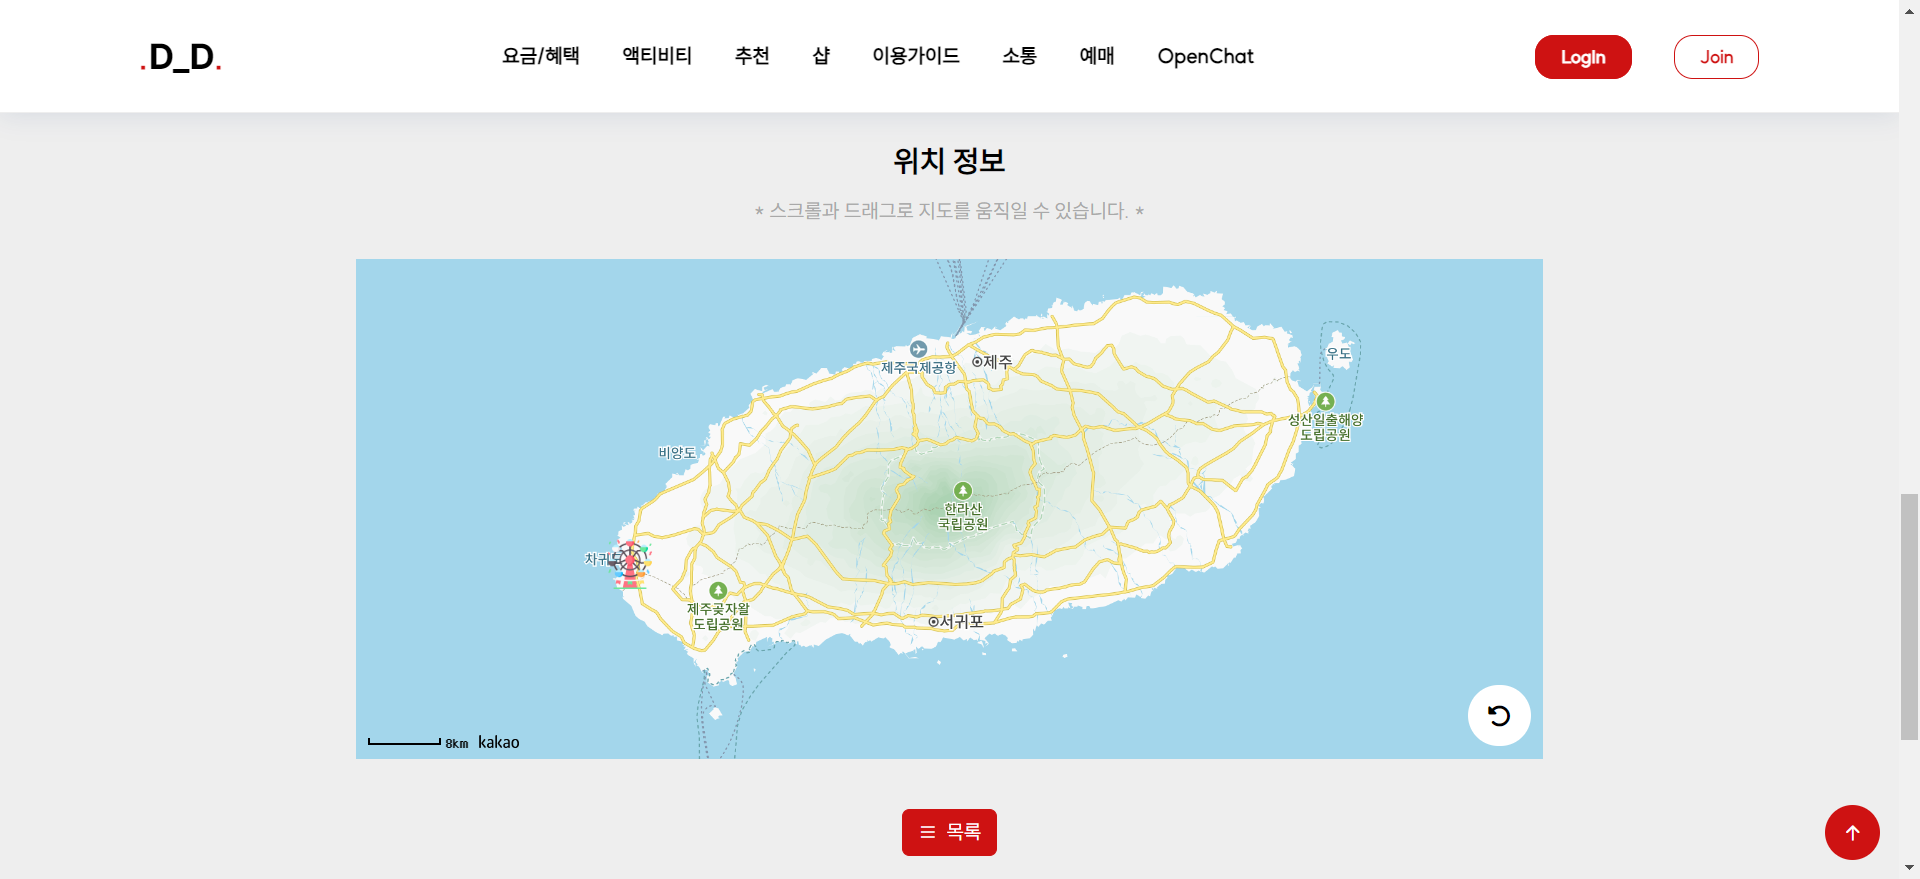 .D_D.
요금/혜택 액티비티 추천 샵 이용가이드 소통 예매 OpenChat
LogIn Join
위치 정보
* 스크롤과 드래그로 지도를 움직일 수 있습니다. *
제주국제공항
제주
우도
성산일출해양
도립공원
비양도
한라산
국립공원
차귀도
제주곶자왈
도립공원
서귀포
8km kakao
목록